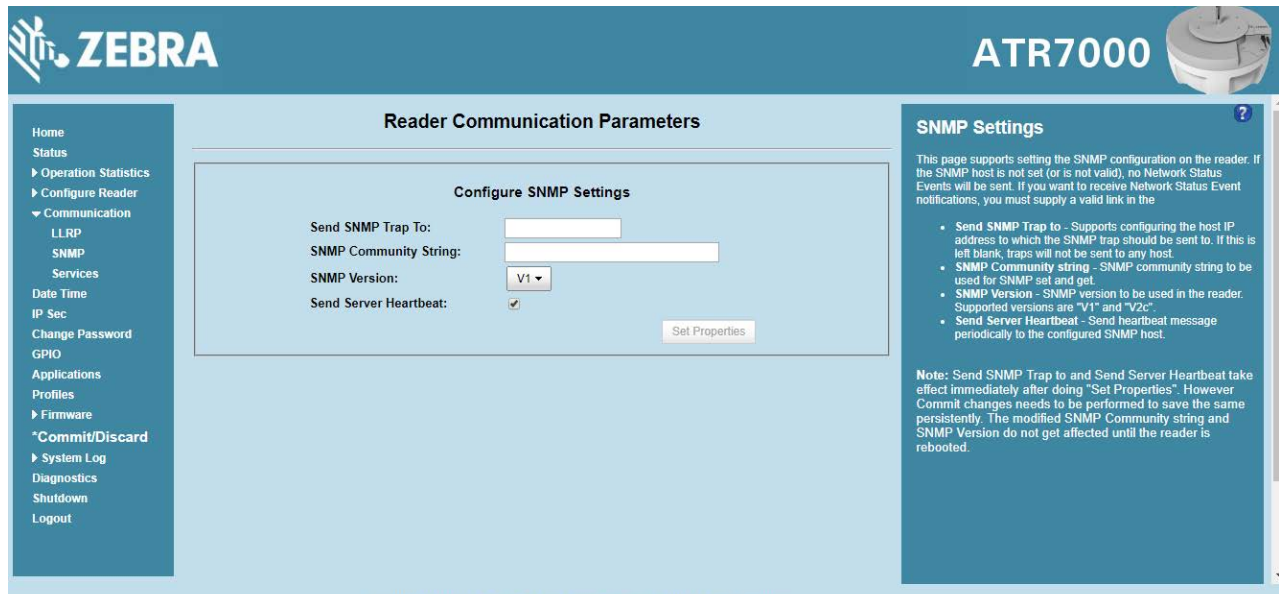 ZEBRA
ATR7000
Home
Status
Operation Statistics
Configure Reader
Communication
LLRP
SNMP
Services
Date Time
IP Sec
Change Password
GPIO
Applications
Profiles
Firmware
*Commit/Discard
System Log
Diagnostics
Shutdown
Logout
Reader Communication Parameters
Configure SNMP Settings
Send SNMP Trap To:
SNMP Community String:
SNMP Version: V1
Send Server Heartbeat:
Set Properties
?
SNMP Settings
This page supports setting the SNMP configuration on the reader. If
the SNMP host is not set (or is not valid), no Network Status
Events will be sent. If you want to receive Network Status Event
notifications, you must supply a valid link in the
• Send SNMP Trap to - Supports configuring the host IP
address to which the SNMP trap should be sent to. If this is
left blank, traps will not be sent to any host.
• SNMP Community string - SNMP community string to be
used for SNMP set and get.
• SNMP Version - SNMP version to be used in the reader.
Supported versions are "V1" and "V2c".
• Send Server Heartbeat - Send heartbeat message
periodically to the configured SNMP host.
Note: Send SNMP Trap to and Send Server Heartbeat take
effect immediately after doing "Set Properties". However
Commit changes needs to be performed to save the same
persistently. The modified SNMP Community string and
SNMP Version do not get affected until the reader is
rebooted.